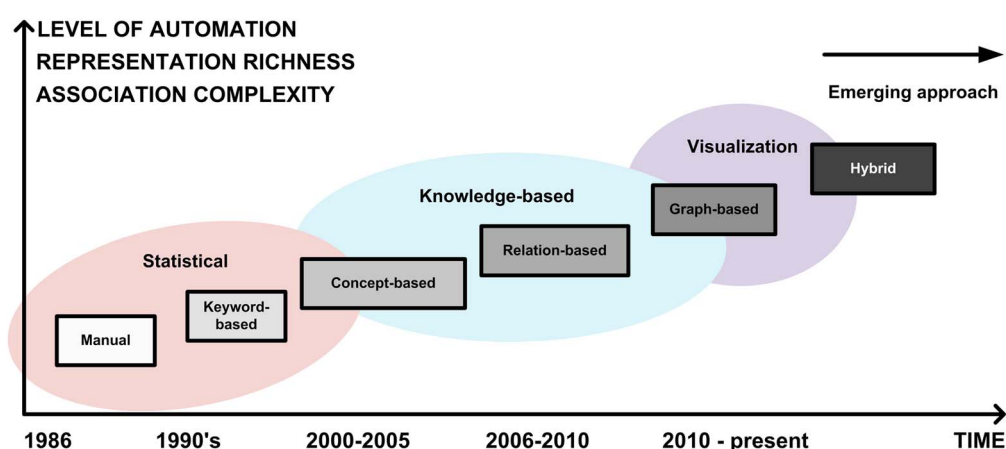 LEVEL OF AUTOMATION
REPRESENTATION RICHNESS
ASSOCIATION COMPLEXITY
Emerging approach
Visualization
Hybrid
Knowledge-based
Graph-based
Relation-based
Statistical
Concept-based
Keyword-
based
Manual
1986
1990's
2000-2005
2006-2010
2010 - present
TIME